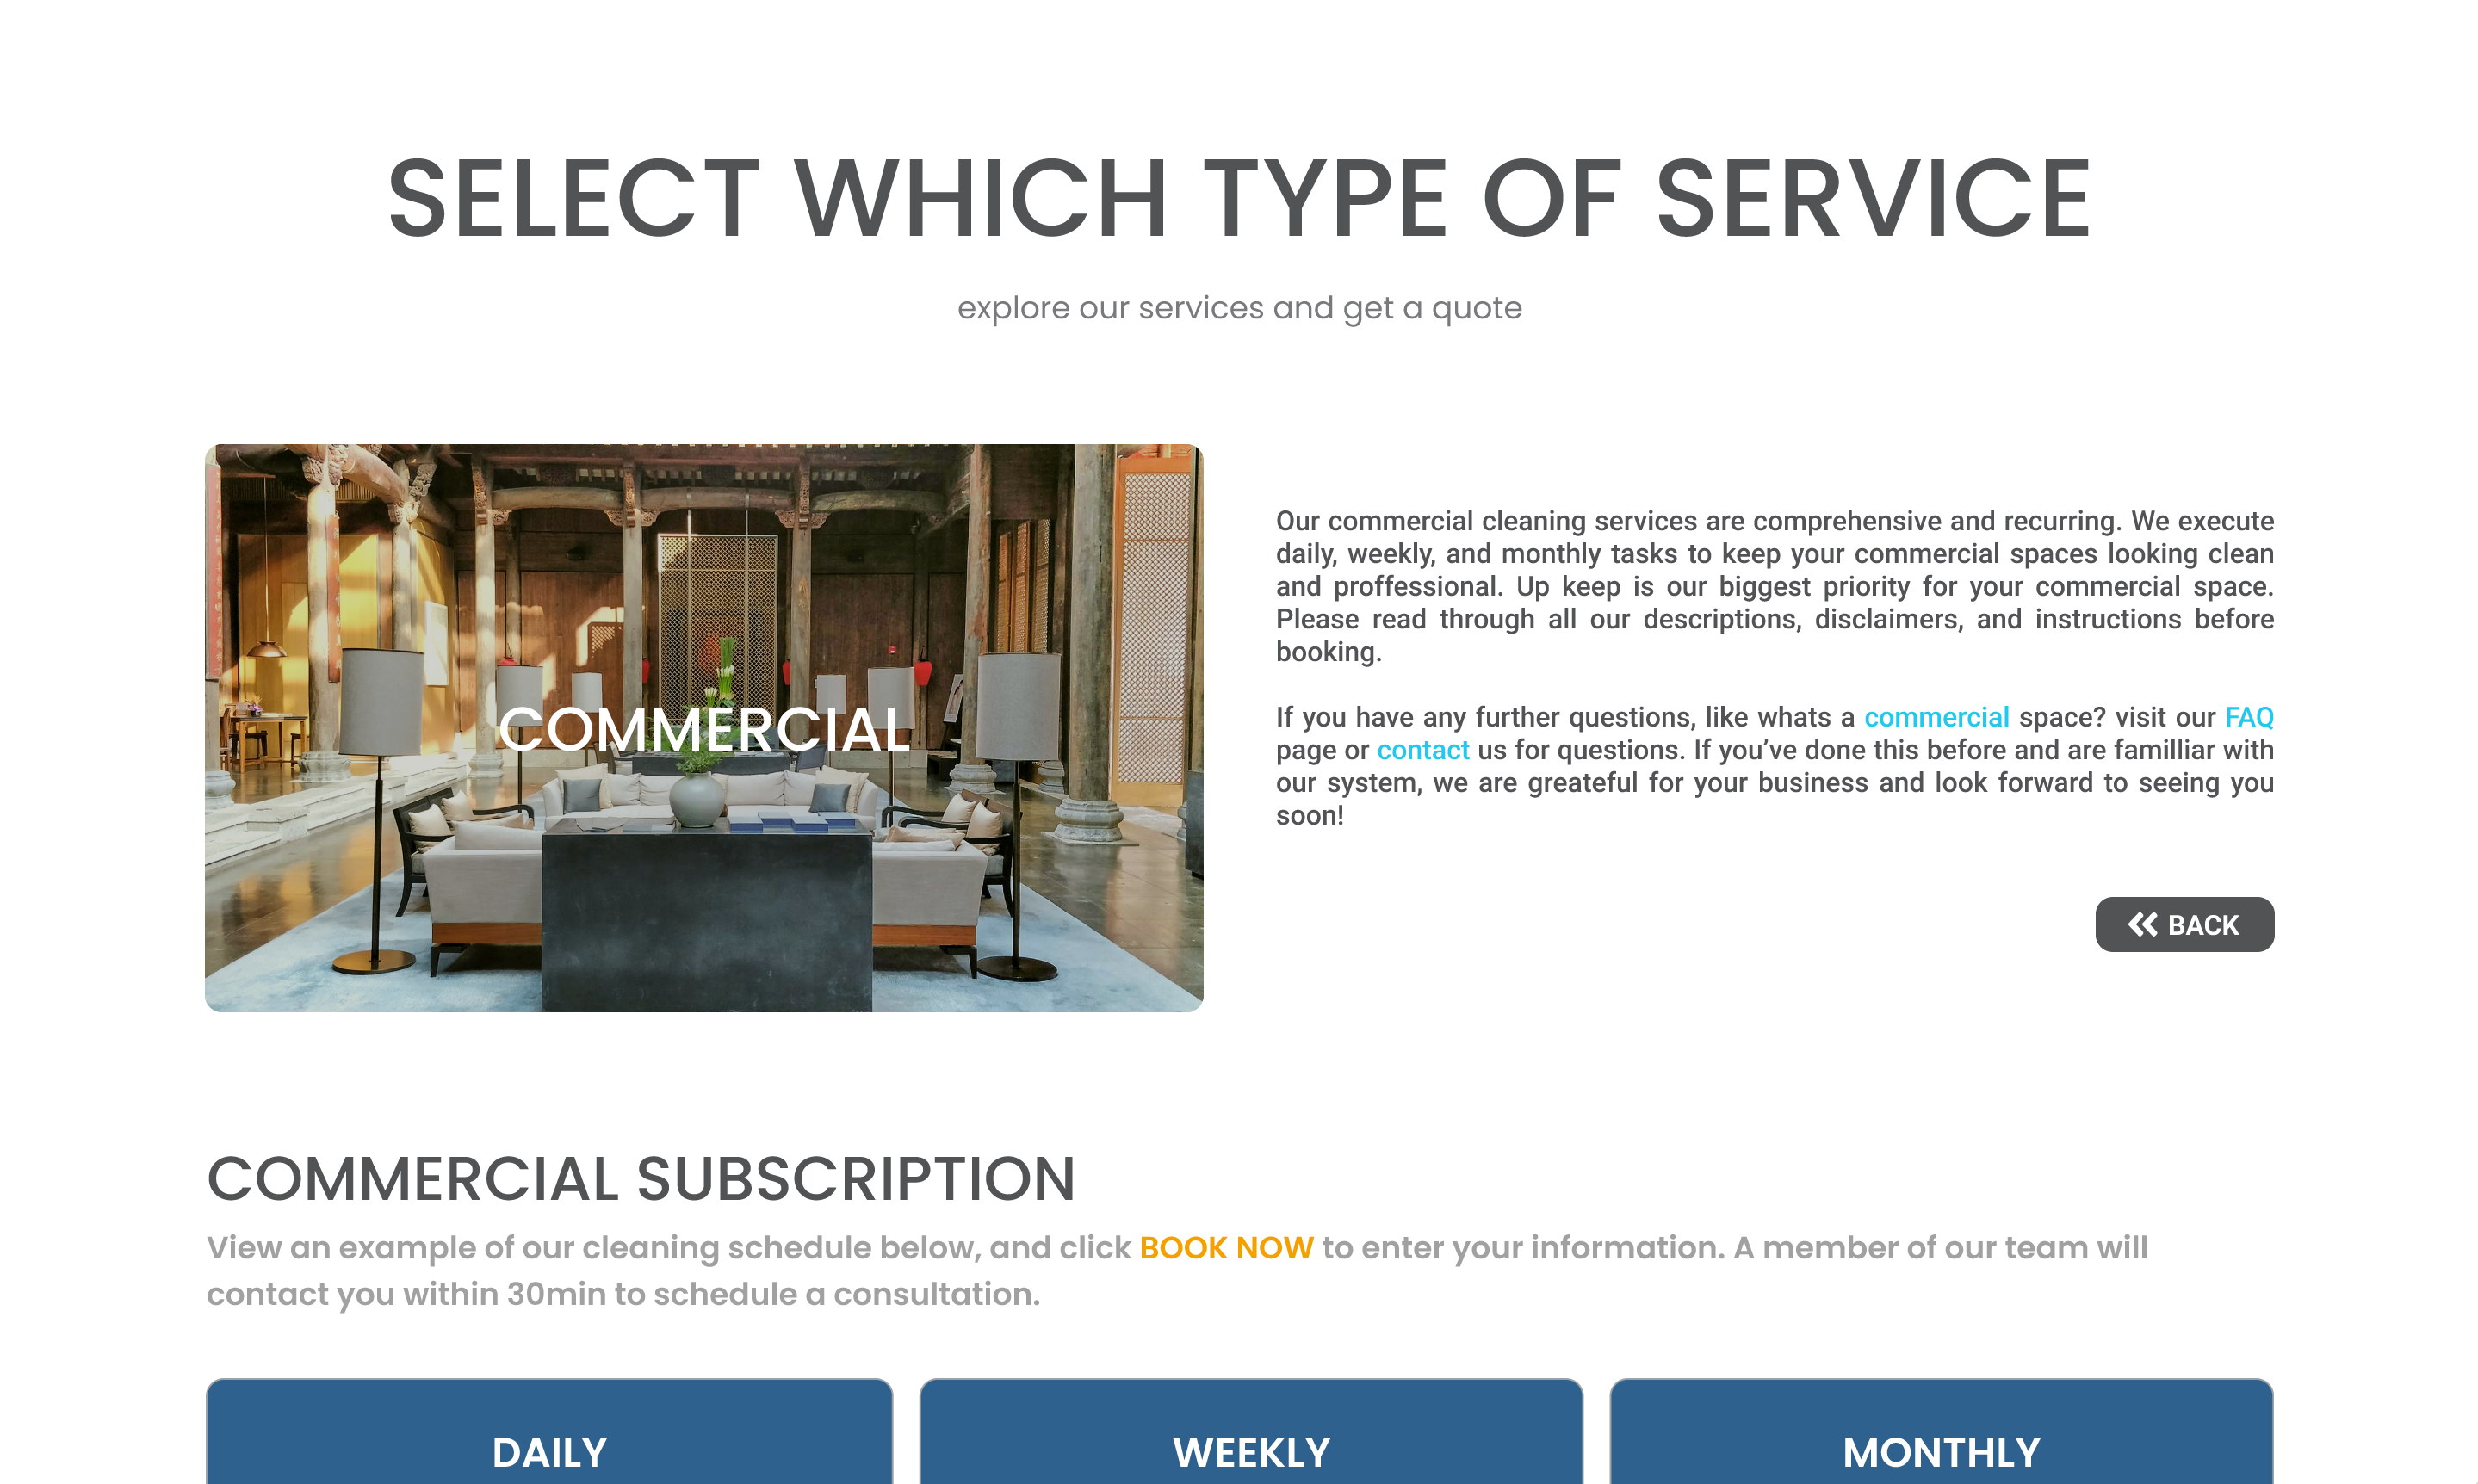 SELECT WHICH TYPE OF SERVICE
explore our services and get a quote
COMMERCIAL
Our commercial cleaning services are comprehensive and recurring. We execute
daily, weekly, and monthly tasks to keep your commercial spaces looking clean
and proffessional. Up keep is our biggest priority for your commercial space.
Please read through all our descriptions, disclaimers, and instructions before
booking.
If you have any further questions, like whats a commercial space? visit our FAQ
page or contact us for questions. If you’ve done this before and are familliar with
our system, we are greateful for your business and look forward to seeing you
soon!
BACK
COMMERCIAL SUBSCRIPTION
View an example of our cleaning schedule below, and click BOOK NOW to enter your information. A member of our team will
contact you within 30min to schedule a consultation.
DAILY
WEEKLY
MONTHLY